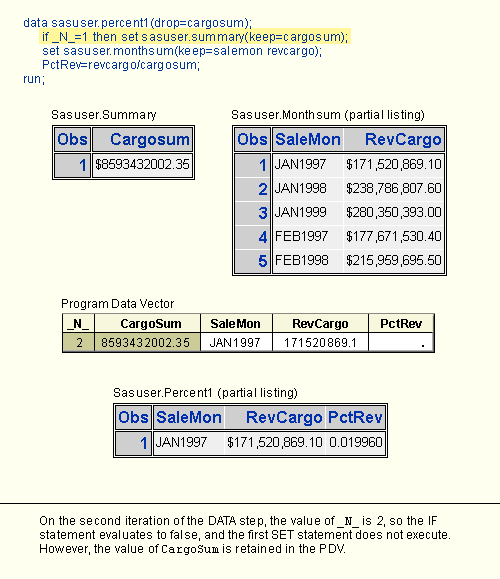 data sasuser.percent1(drop=cargosum);
if _N_=1 then set sasuser.summary(keep=cargosum);
set sasuser.monthsum(keep=salemon revcargo);
PctRev=revcargo/cargosum;
run;
Sasuser.Summary
Obs Cargosum
1 $8593432002.35
Sasuser.Monthsum (partial listing)
Obs SaleMon RevCargo
1 JAN1997 $171,520,869.10
2 JAN1998 $238,786,807.60
3 JAN1999 $280,350,393.00
4 FEB1997 $177,671,530.40
5 FEB1998 $215,959,695.50
Program Data Vector
_N_ CargoSum SaleMon RevCargo PctRev
2 8593432002.35 JAN1997 171520869.1 .
Sasuser.Percent1 (partial listing)
Obs SaleMon RevCargo PctRev
1 JAN1997 $171,520,869.10 0.019960
On the second iteration of the DATA step, the value of _N_ is 2, so the IF
statement evaluates to false, and the first SET statement does not execute.
However, the value of CargoSum is retained in the PDV.